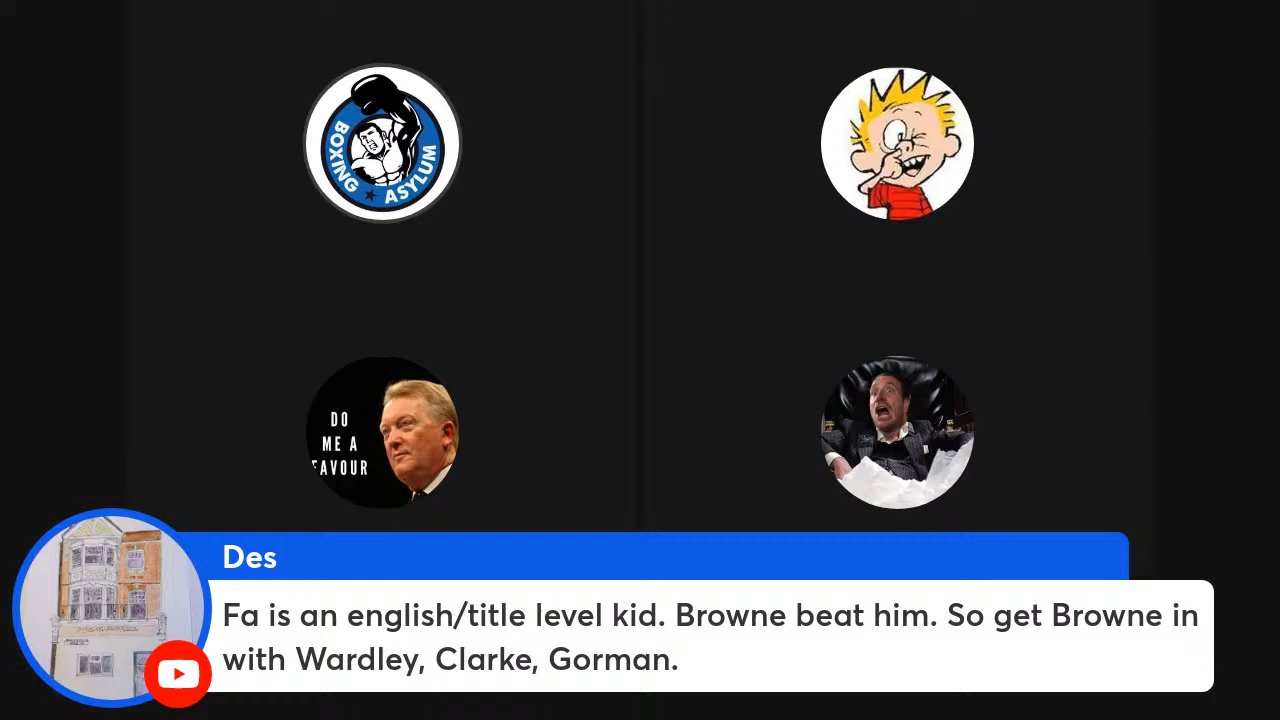 BOXING ASYLUM
DO
ME A
FAVOUR
Des
Fa is an english/title level kid. Browne beat him. So get Browne in
with Wardley, Clarke, Gorman.